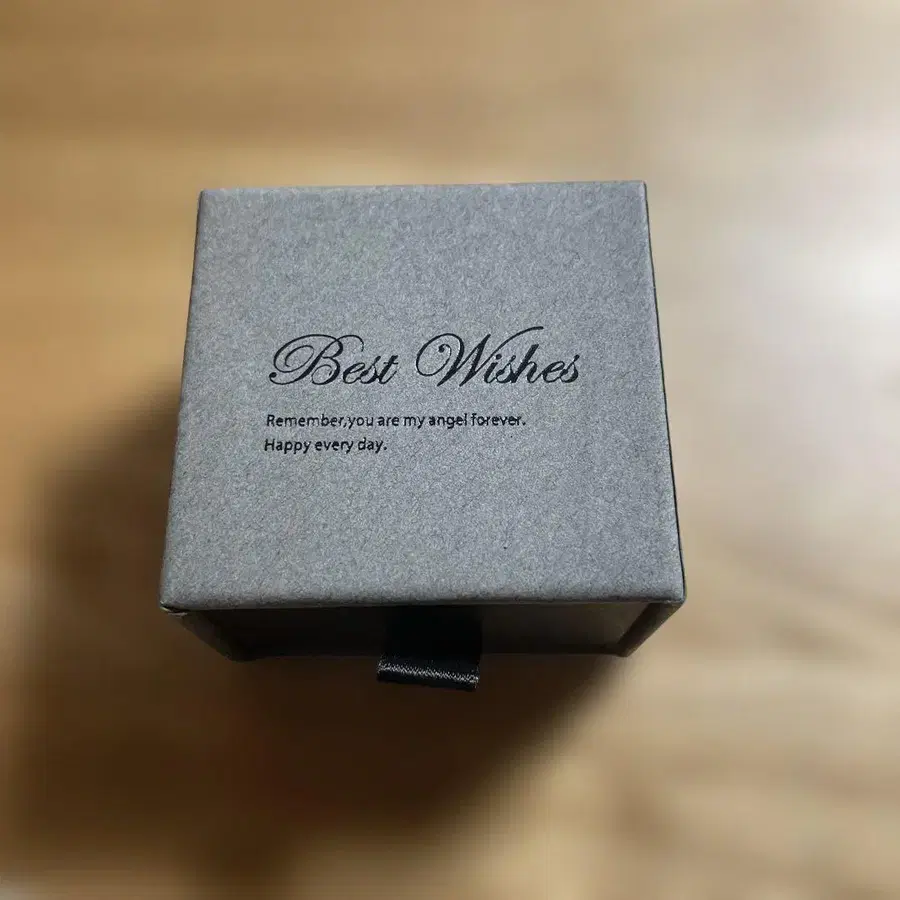 Best Wishes
Remember,you are my angel forever.
Happy every day.